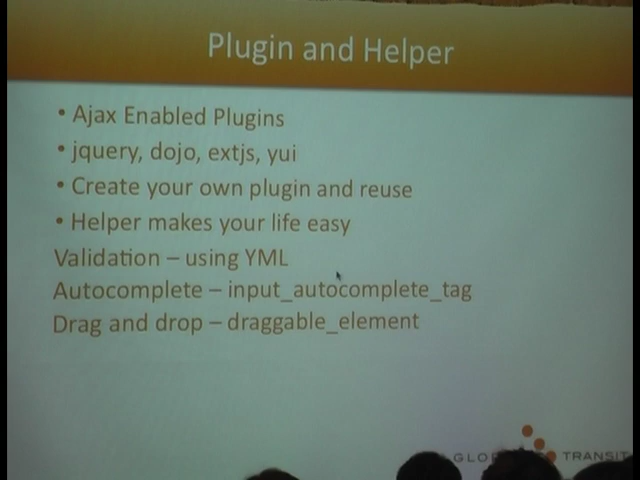 Plugin and Helper
• Ajax Enabled Plugins
• jquery, dojo, extjs, yui
• Create your own plugin and reuse
• Helper makes your life easy
Validation – using YML
Autocomplete – input_autocomplete_tag
Drag and drop – draggable_element